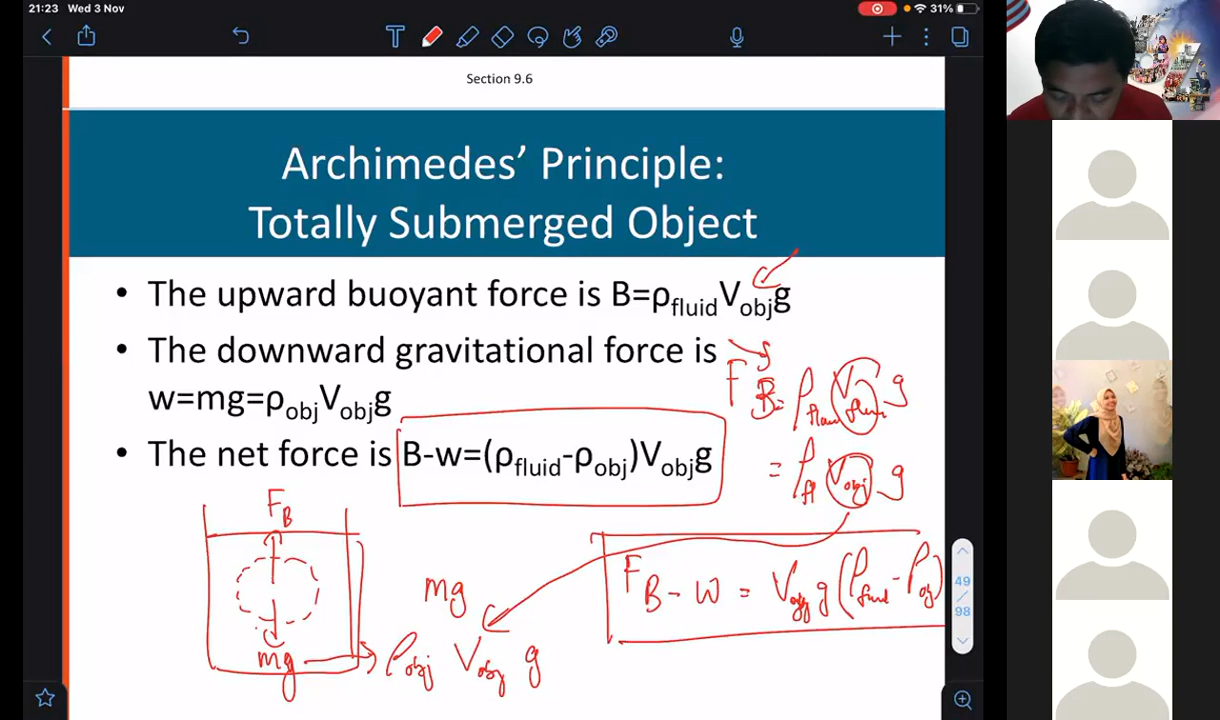 21:23 Wed 3 Nov
31%
Section 9.6
Archimedes’ Principle:
Totally Submerged Object
• The upward buoyant force is B=ρfluidVobjg
• The downward gravitational force is
w=mg=ρobjVobjg
• The net force is B-w=(ρfluid-ρobj)Vobjg
FB = ρfluid Vfluid g
= ρfl Vobj g
FB - w = Vobj g (ρfluid - ρobj)
FB
mg
mg
ρobj Vobj g
49
/
98